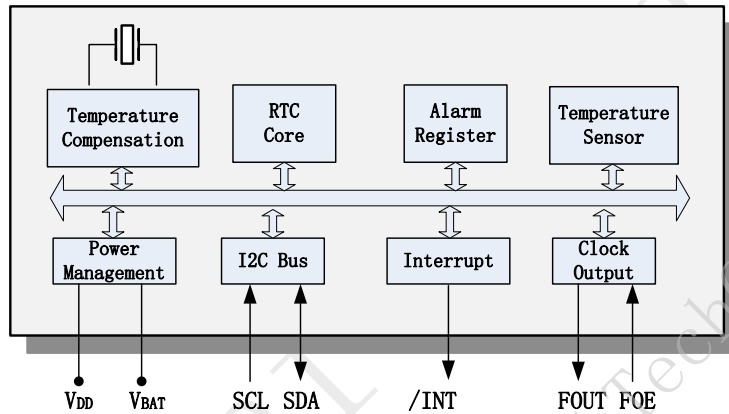 Temperature
Compensation
RTC
Core
Alarm
Register
Temperature
Sensor
Power
Management
I2C Bus
Interrupt
Clock
Output
VDD VBAT SCL SDA /INT FOUT FOE